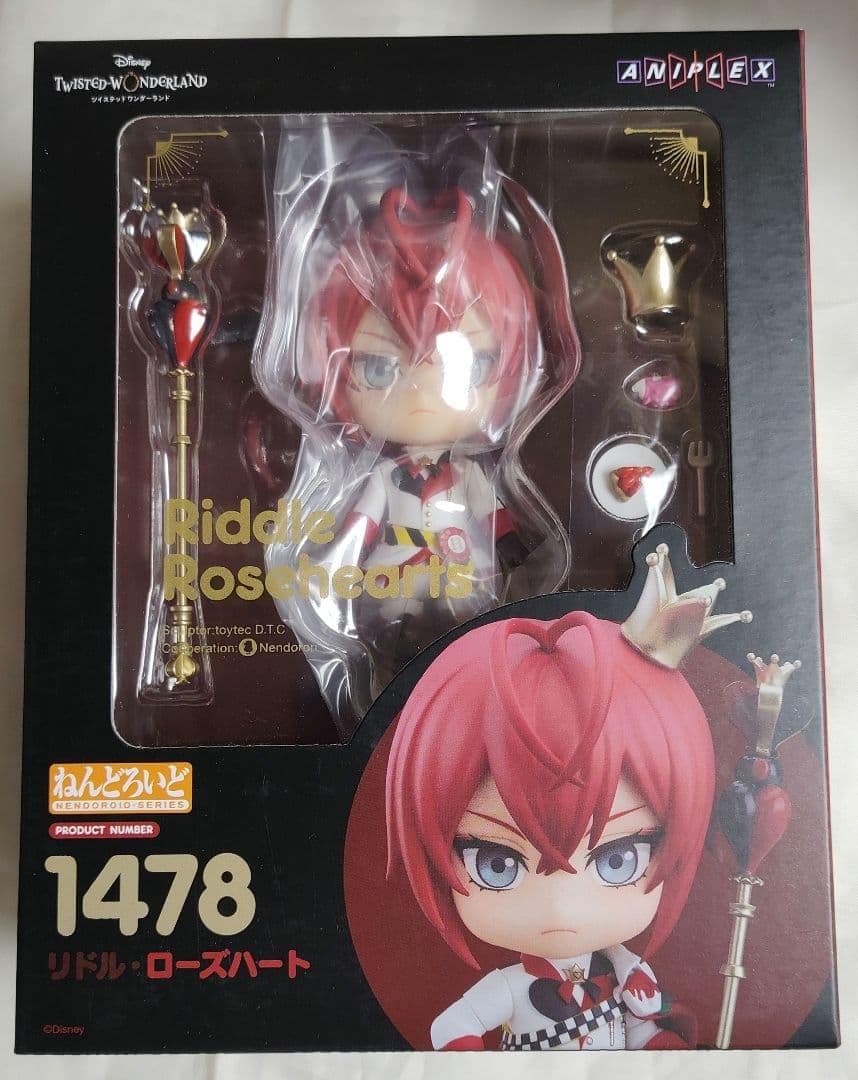 Disney
TWISTED-WONDERLAND
ツイステッドワンダーランド
ANIPLEX
™
Riddle
Rosehearts
Sculptor:toytec D.T.C
Cooperation: Nendoron
ねんどろいど
NENDOROID·SERIES
PRODUCT NUMBER
1478
リドル・ローズハート
©Disney